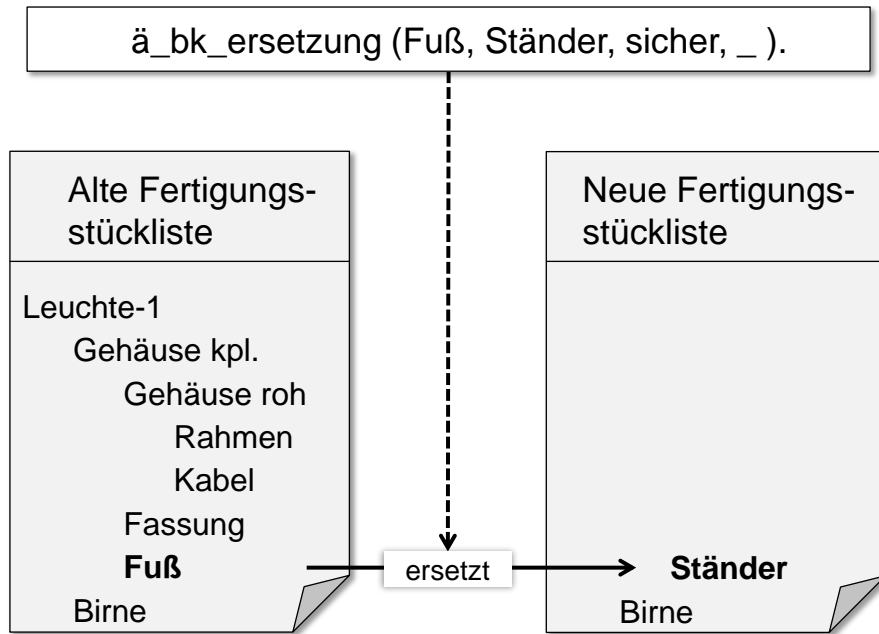 ä_bk_ersetzung (Fuß, Ständer, sicher, _ ).
Alte Fertigungs-
stückliste
Leuchte-1
Gehäuse kpl.
Gehäuse roh
Rahmen
Kabel
Fassung
Fuß
Birne
ersetzt
Neue Fertigungs-
stückliste
Ständer
Birne